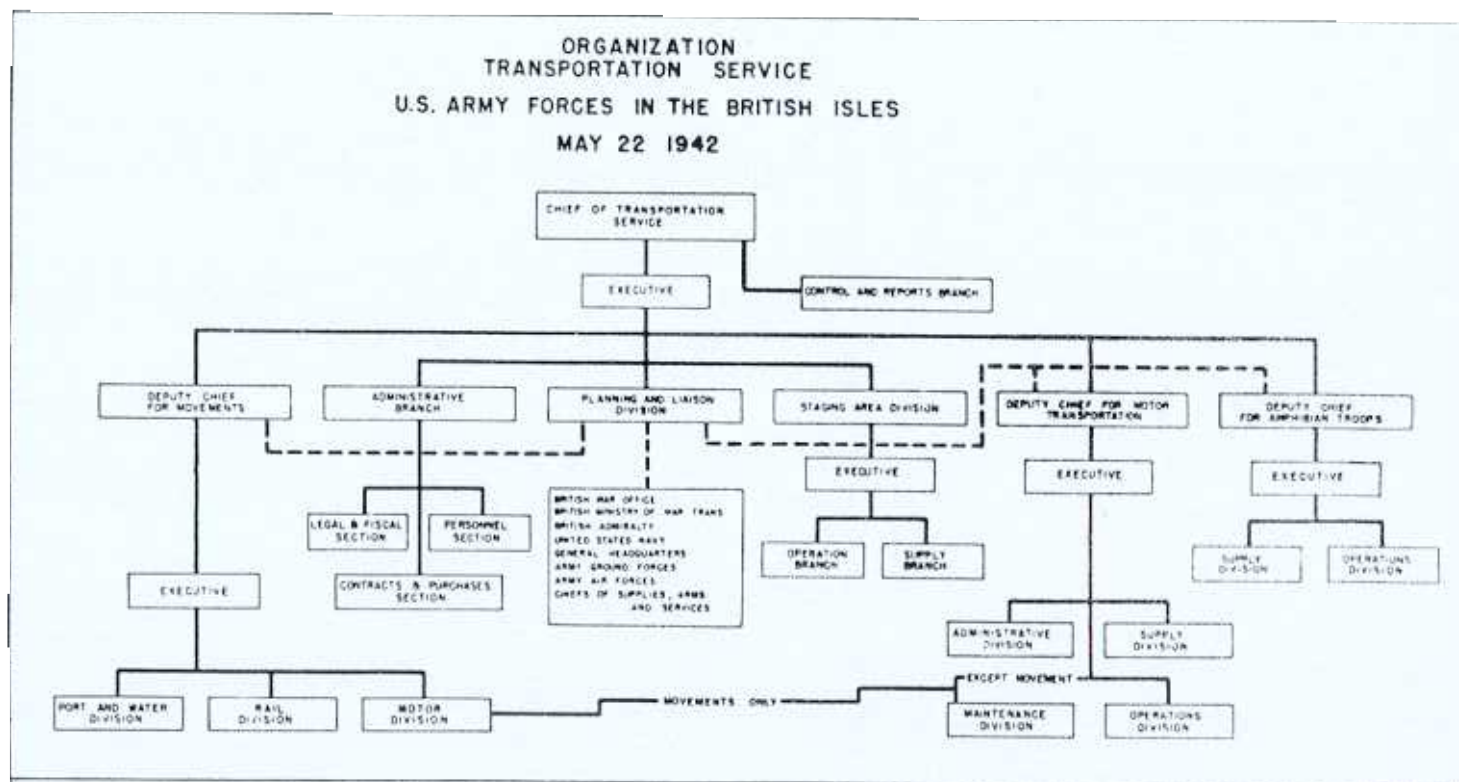 ORGANIZATION
TRANSPORTATION SERVICE
U.S. ARMY FORCES IN THE BRITISH ISLES
MAY 22 1942
CHIEF OF TRANSPORTATION
SERVICE
EXECUTIVE
CONTROL AND REPORTS BRANCH
DEPUTY CHIEF
FOR MOVEMENTS
ADMINISTRATIVE
BRANCH
PLANNING AND LIAISON
DIVISION
STAGING AREA DIVISION
DEPUTY CHIEF FOR MOTOR
TRANSPORTATION
DEPUTY CHIEF
FOR AMPHIBIAN TROOPS
EXECUTIVE
EXECUTIVE
EXECUTIVE
LEGAL & FISCAL
SECTION
PERSONNEL
SECTION
BRITISH WAR OFFICE
BRITISH MINISTRY OF WAR TRANS
BRITISH ADMIRALTY
UNITED STATES NAVY
GENERAL HEADQUARTERS
ARMY GROUND FORCES
ARMY AIR FORCES
CHIEFS OF SUPPLIES, ARMS
AND SERVICES
OPERATION
BRANCH
SUPPLY
BRANCH
SUPPLY
DIVISION
OPERATIONS
DIVISION
EXECUTIVE
CONTRACTS & PURCHASES
SECTION
ADMINISTRATIVE
DIVISION
SUPPLY
DIVISION
EXCEPT MOVEMENT
PORT AND WATER
DIVISION
RAIL
DIVISION
MOTOR
DIVISION
MOVEMENTS ONLY
MAINTENANCE
DIVISION
OPERATIONS
DIVISION